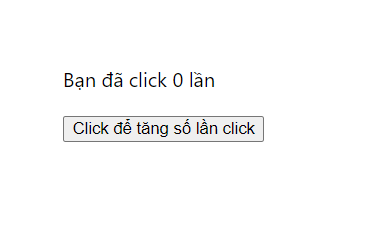 Bạn đã click 0 lần
Click để tăng số lần click